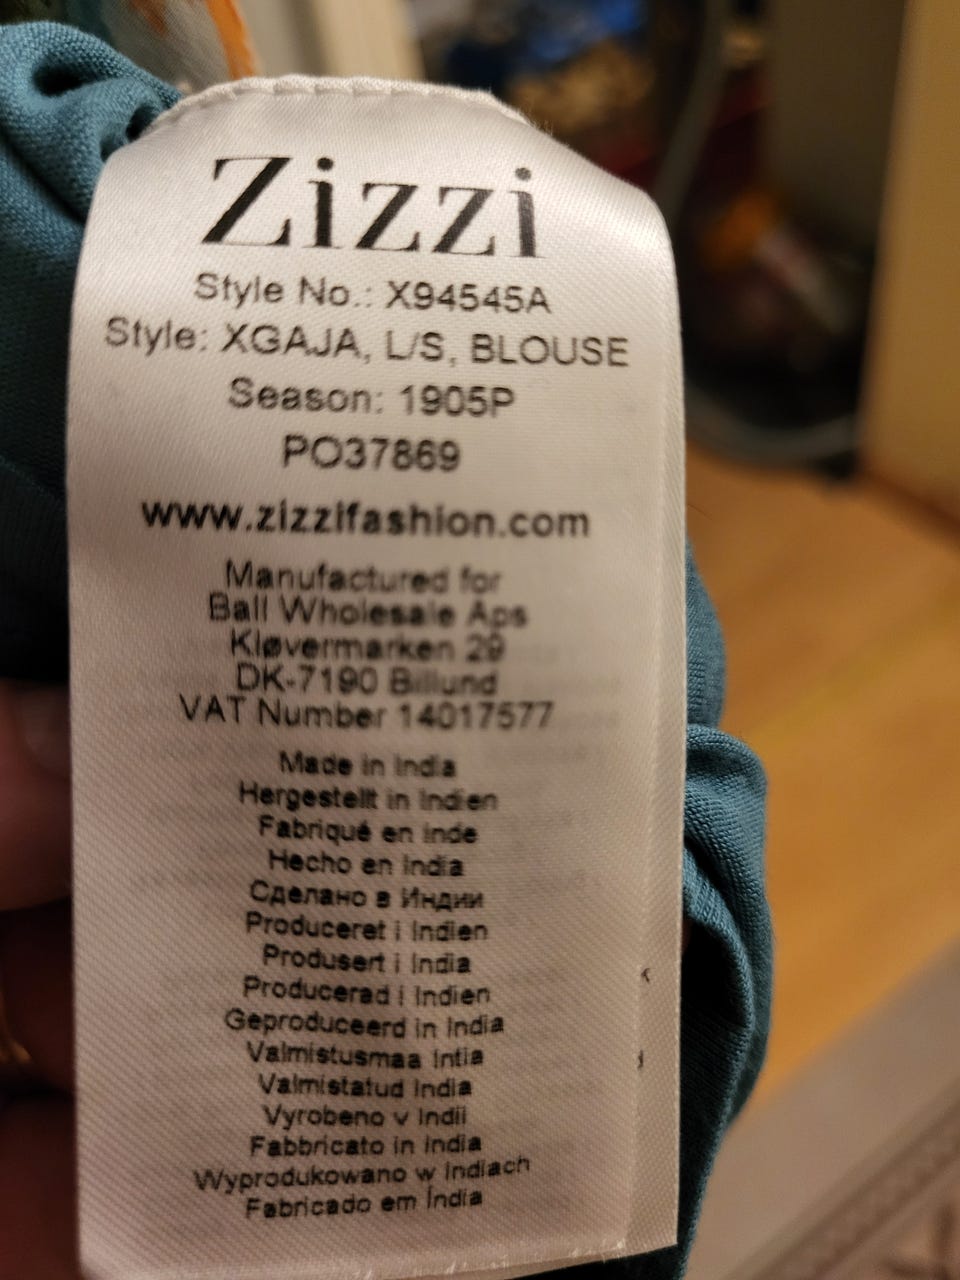 Zizzi
Style No.: X94545A
Style: XGAJA, L/S, BLOUSE
Season: 1905P
PO37869
www.zizzifashion.com
Manufactured for
Ball Wholesale Aps
Kløvermarken 29
DK-7190 Billund
VAT Number 14017577
Made in India
Hergestellt in Indien
Fabriqué en Inde
Hecho en India
Сделано в Индии
Produceret i Indien
Produsert i India
Producerad i Indien
Geproduceerd in India
Valmistusmaa Intia
Valmistatud India
Vyrobeno v Indii
Fabbricato in India
Wyprodukowano w Indiach
Fabricado em Índia